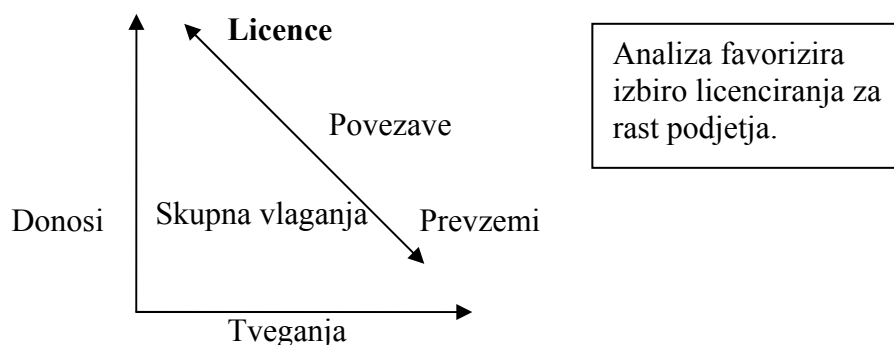 Licence
Povezave
Donosi
Skupna vlaganja
Prevzemi
Tveganja
Analiza favorizira
izbiro licenciranja za
rast podjetja.